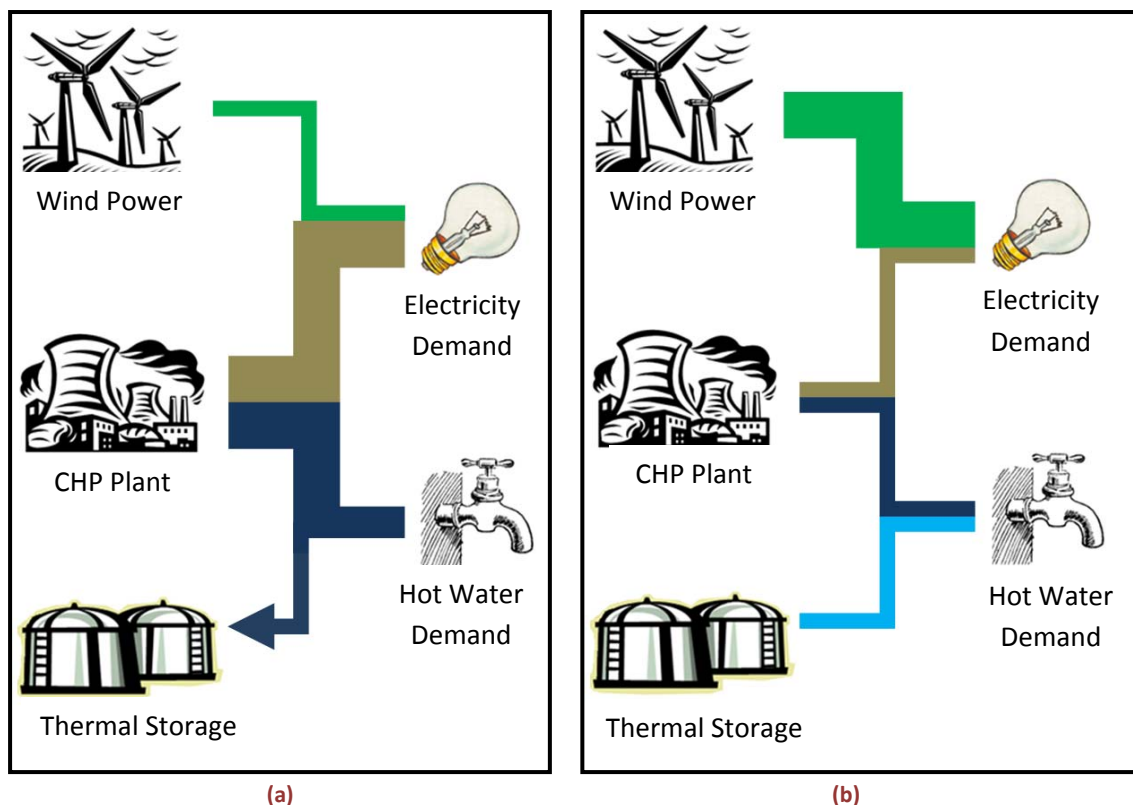 Wind Power
Electricity
Demand
CHP Plant
Hot Water
Demand
Thermal Storage
(a)
Wind Power
Electricity
Demand
CHP Plant
Hot Water
Demand
Thermal Storage
(b)